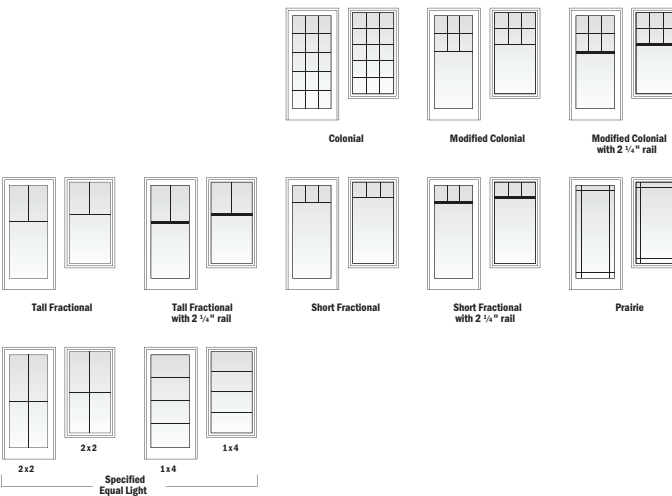 Colonial
Modified Colonial
Modified Colonial
with 2 1/4" rail
Tall Fractional
Tall Fractional
with 2 1/4" rail
Short Fractional
Short Fractional
with 2 1/4" rail
Prairie
2x2
1x4
2x2
1x4
Specified
Equal Light